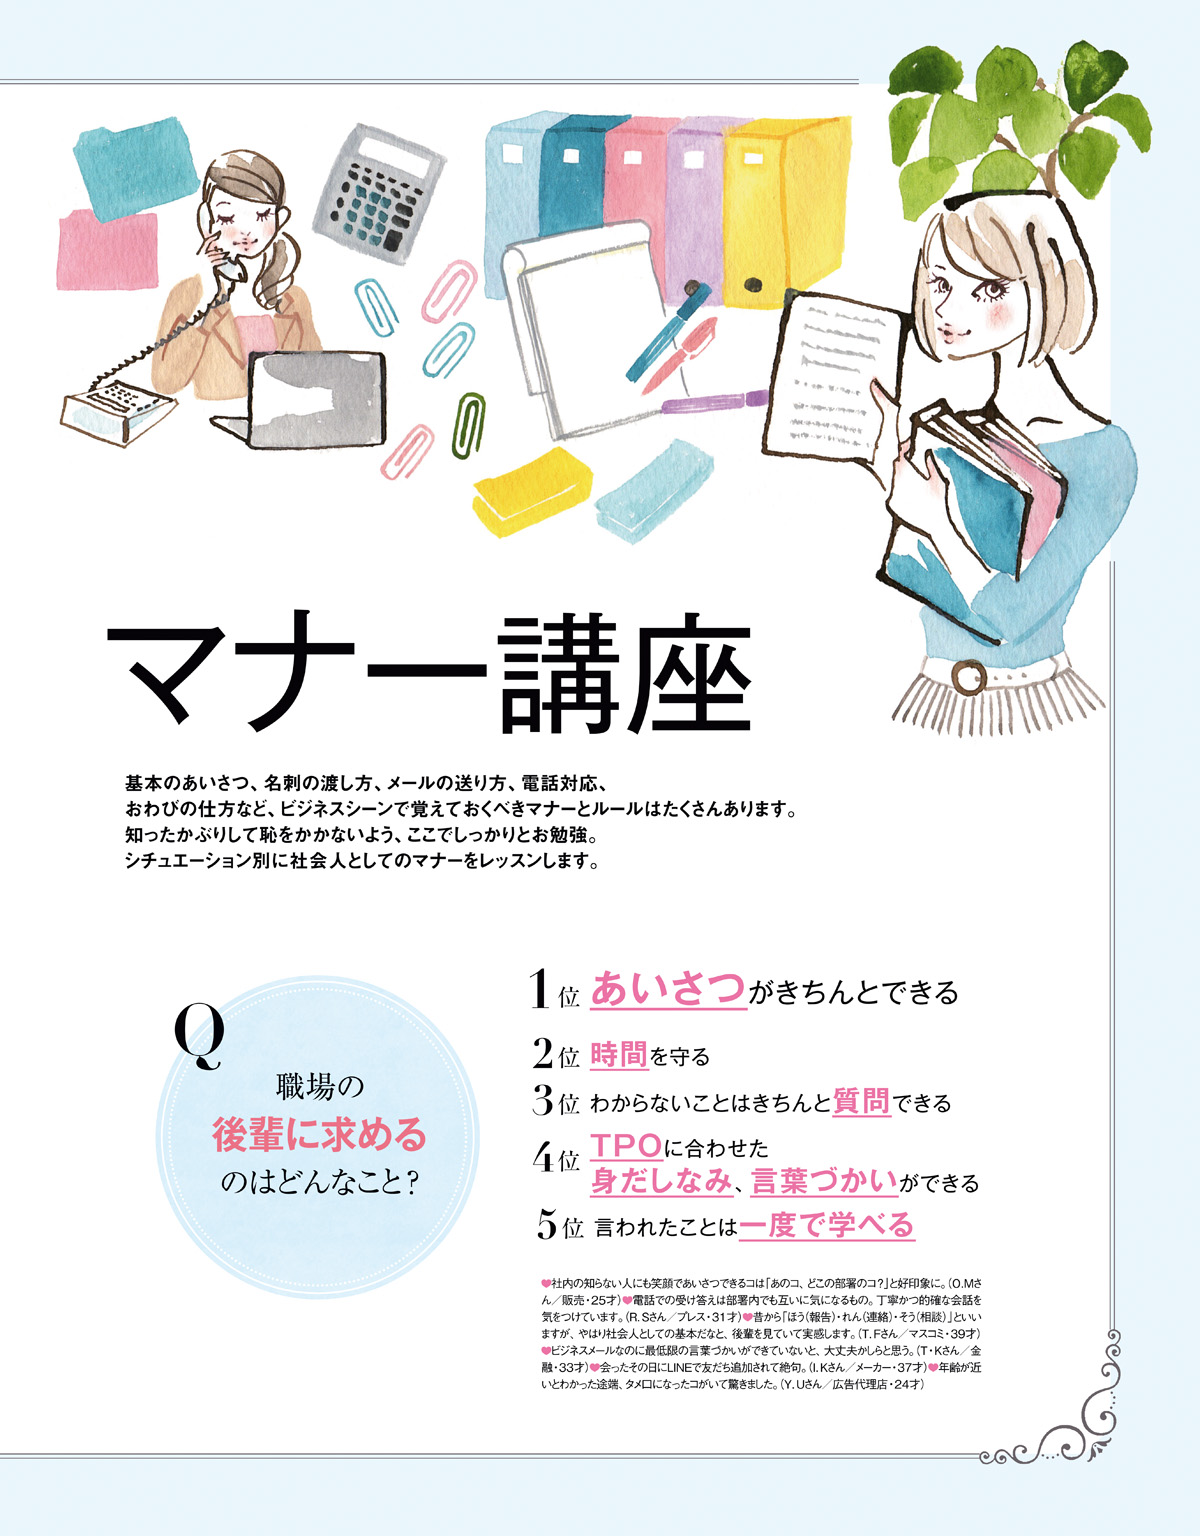 マナー講座
基本のあいさつ、名刺の渡し方、メールの送り方、電話対応、
おわびの仕方など、ビジネスシーンで覚えておくべきマナーとルールはたくさんあります。
知ったかぶりして恥をかかないよう、ここでしっかりとお勉強。
シチュエーション別に社会人としてのマナーをレッスンします。
Q
職場の
後輩に求める
のはどんなこと?
1位 あいさつがきちんとできる
2位 時間を守る
3位 わからないことはきちんと質問できる
4位 TPOに合わせた
身だしなみ、言葉づかいができる
5位 言われたことは一度で学べる
♥社内の知らない人にも笑顔であいさつできるコは「あのコ、どこの部署のコ?」と好印象に。(O.Mさ
ん/販売・25才)♥電話での受け答えは部署内でも互いに気になるもの。丁寧かつ的確な会話を
気をつけています。(R.Sさん/プレス・31才)♥昔から「ほう(報告)・れん(連絡)・そう(相談)」といい
ますが、やはり社会人としての基本だなと、後輩を見ていて実感します。(T.Fさん/マスコミ・39才)
♥ビジネスメールなのに最低限の言葉づかいができていないと、大丈夫かしらと思う。(T・Kさん/金
融・33才)♥会ったその日にLINEで友だち追加されて絶句。(I.Kさん/メーカー・37才)♥年齢が近
いとわかった途端、タメ口になったコがいて驚きました。(Y.Uさん/広告代理店・24才)